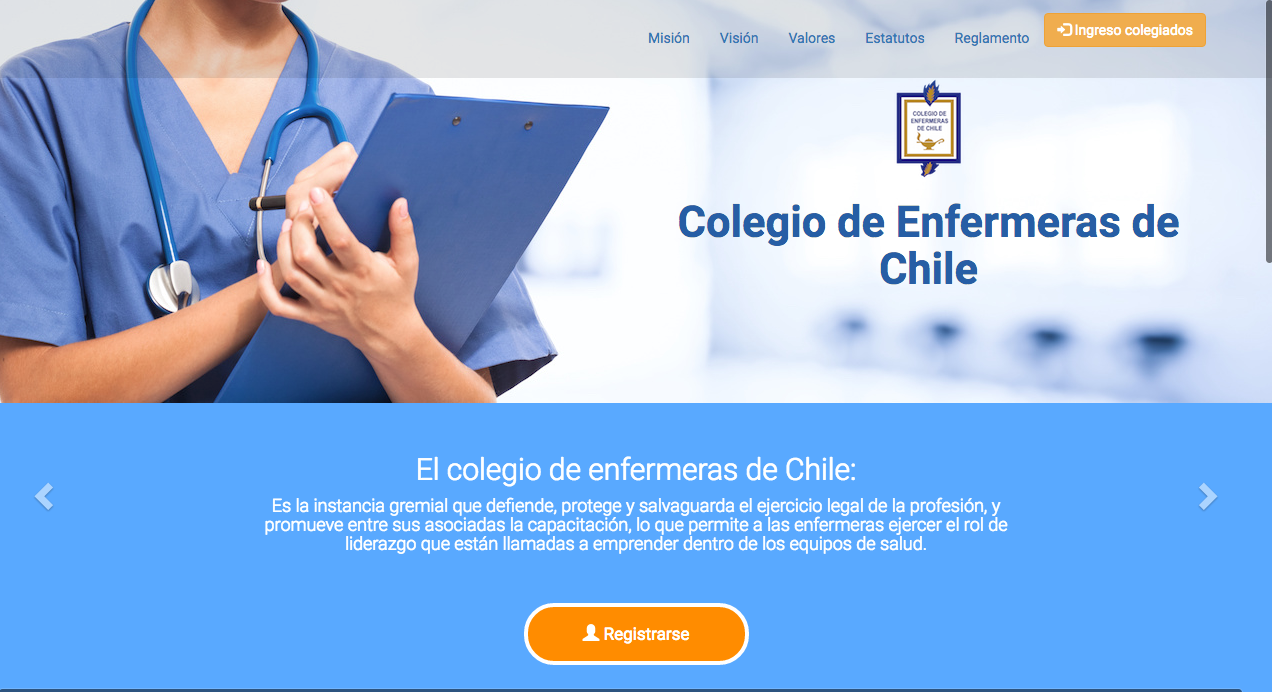 Misión
Visión
Valores
Estatutos
Reglamento
Ingreso colegiados
COLEGIO DE
ENFERMERAS
DE CHILE
Colegio de Enfermeras de
Chile
El colegio de enfermeras de Chile:
Es la instancia gremial que defiende, protege y salvaguarda el ejercicio legal de la profesión, y
promueve entre sus asociadas la capacitación, lo que permite a las enfermeras ejercer el rol de
liderazgo que están llamadas a emprender dentro de los equipos de salud.
Registrarse